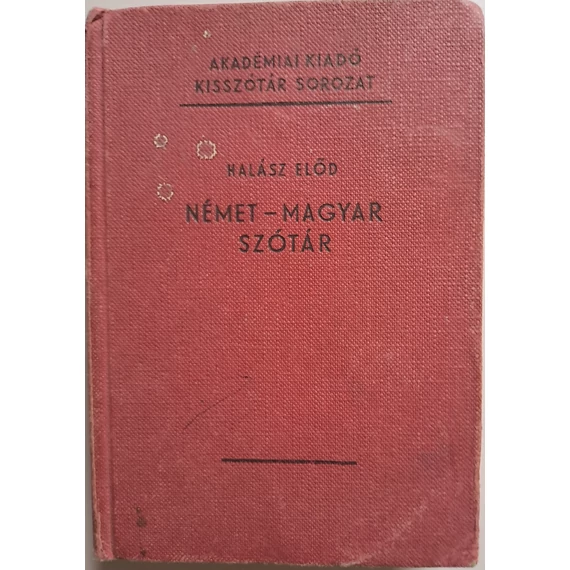 AKADÉMIAI KIADÓ
KISSZÓTÁR SOROZAT
HALÁSZ ELŐD
NÉMET – MAGYAR
SZÓTÁR